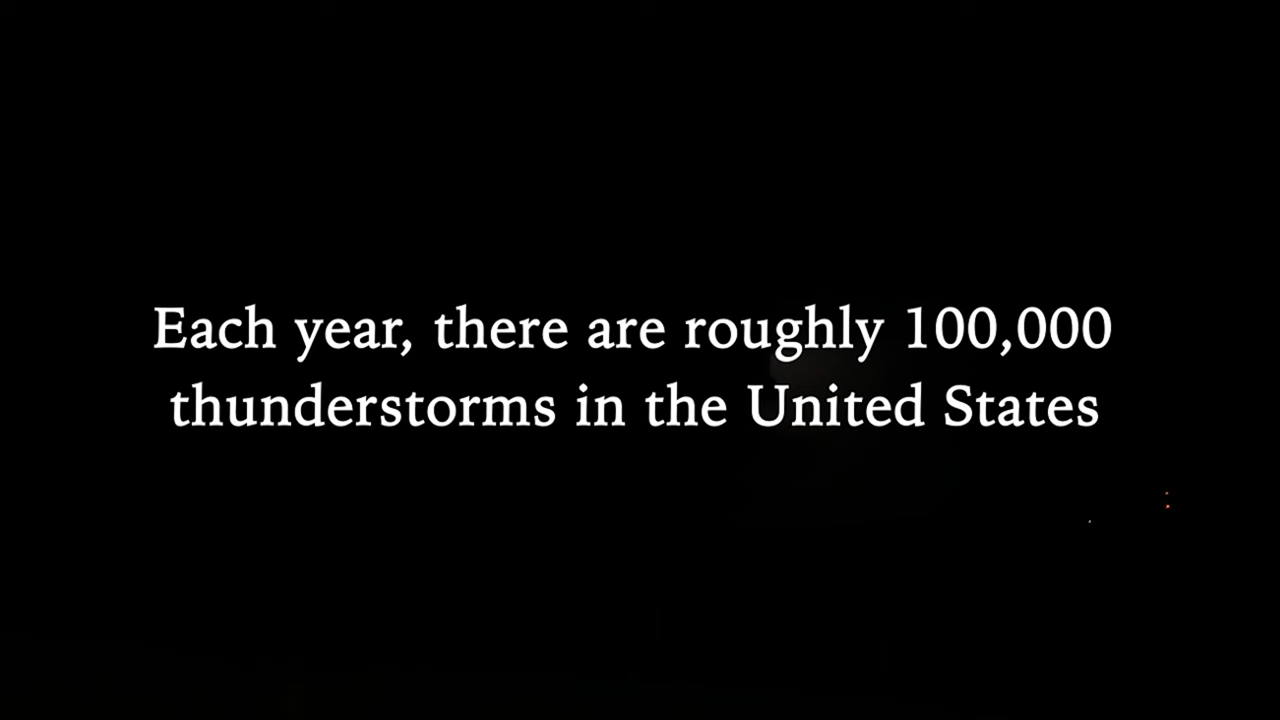 Each year, there are roughly 100,000
thunderstorms in the United States